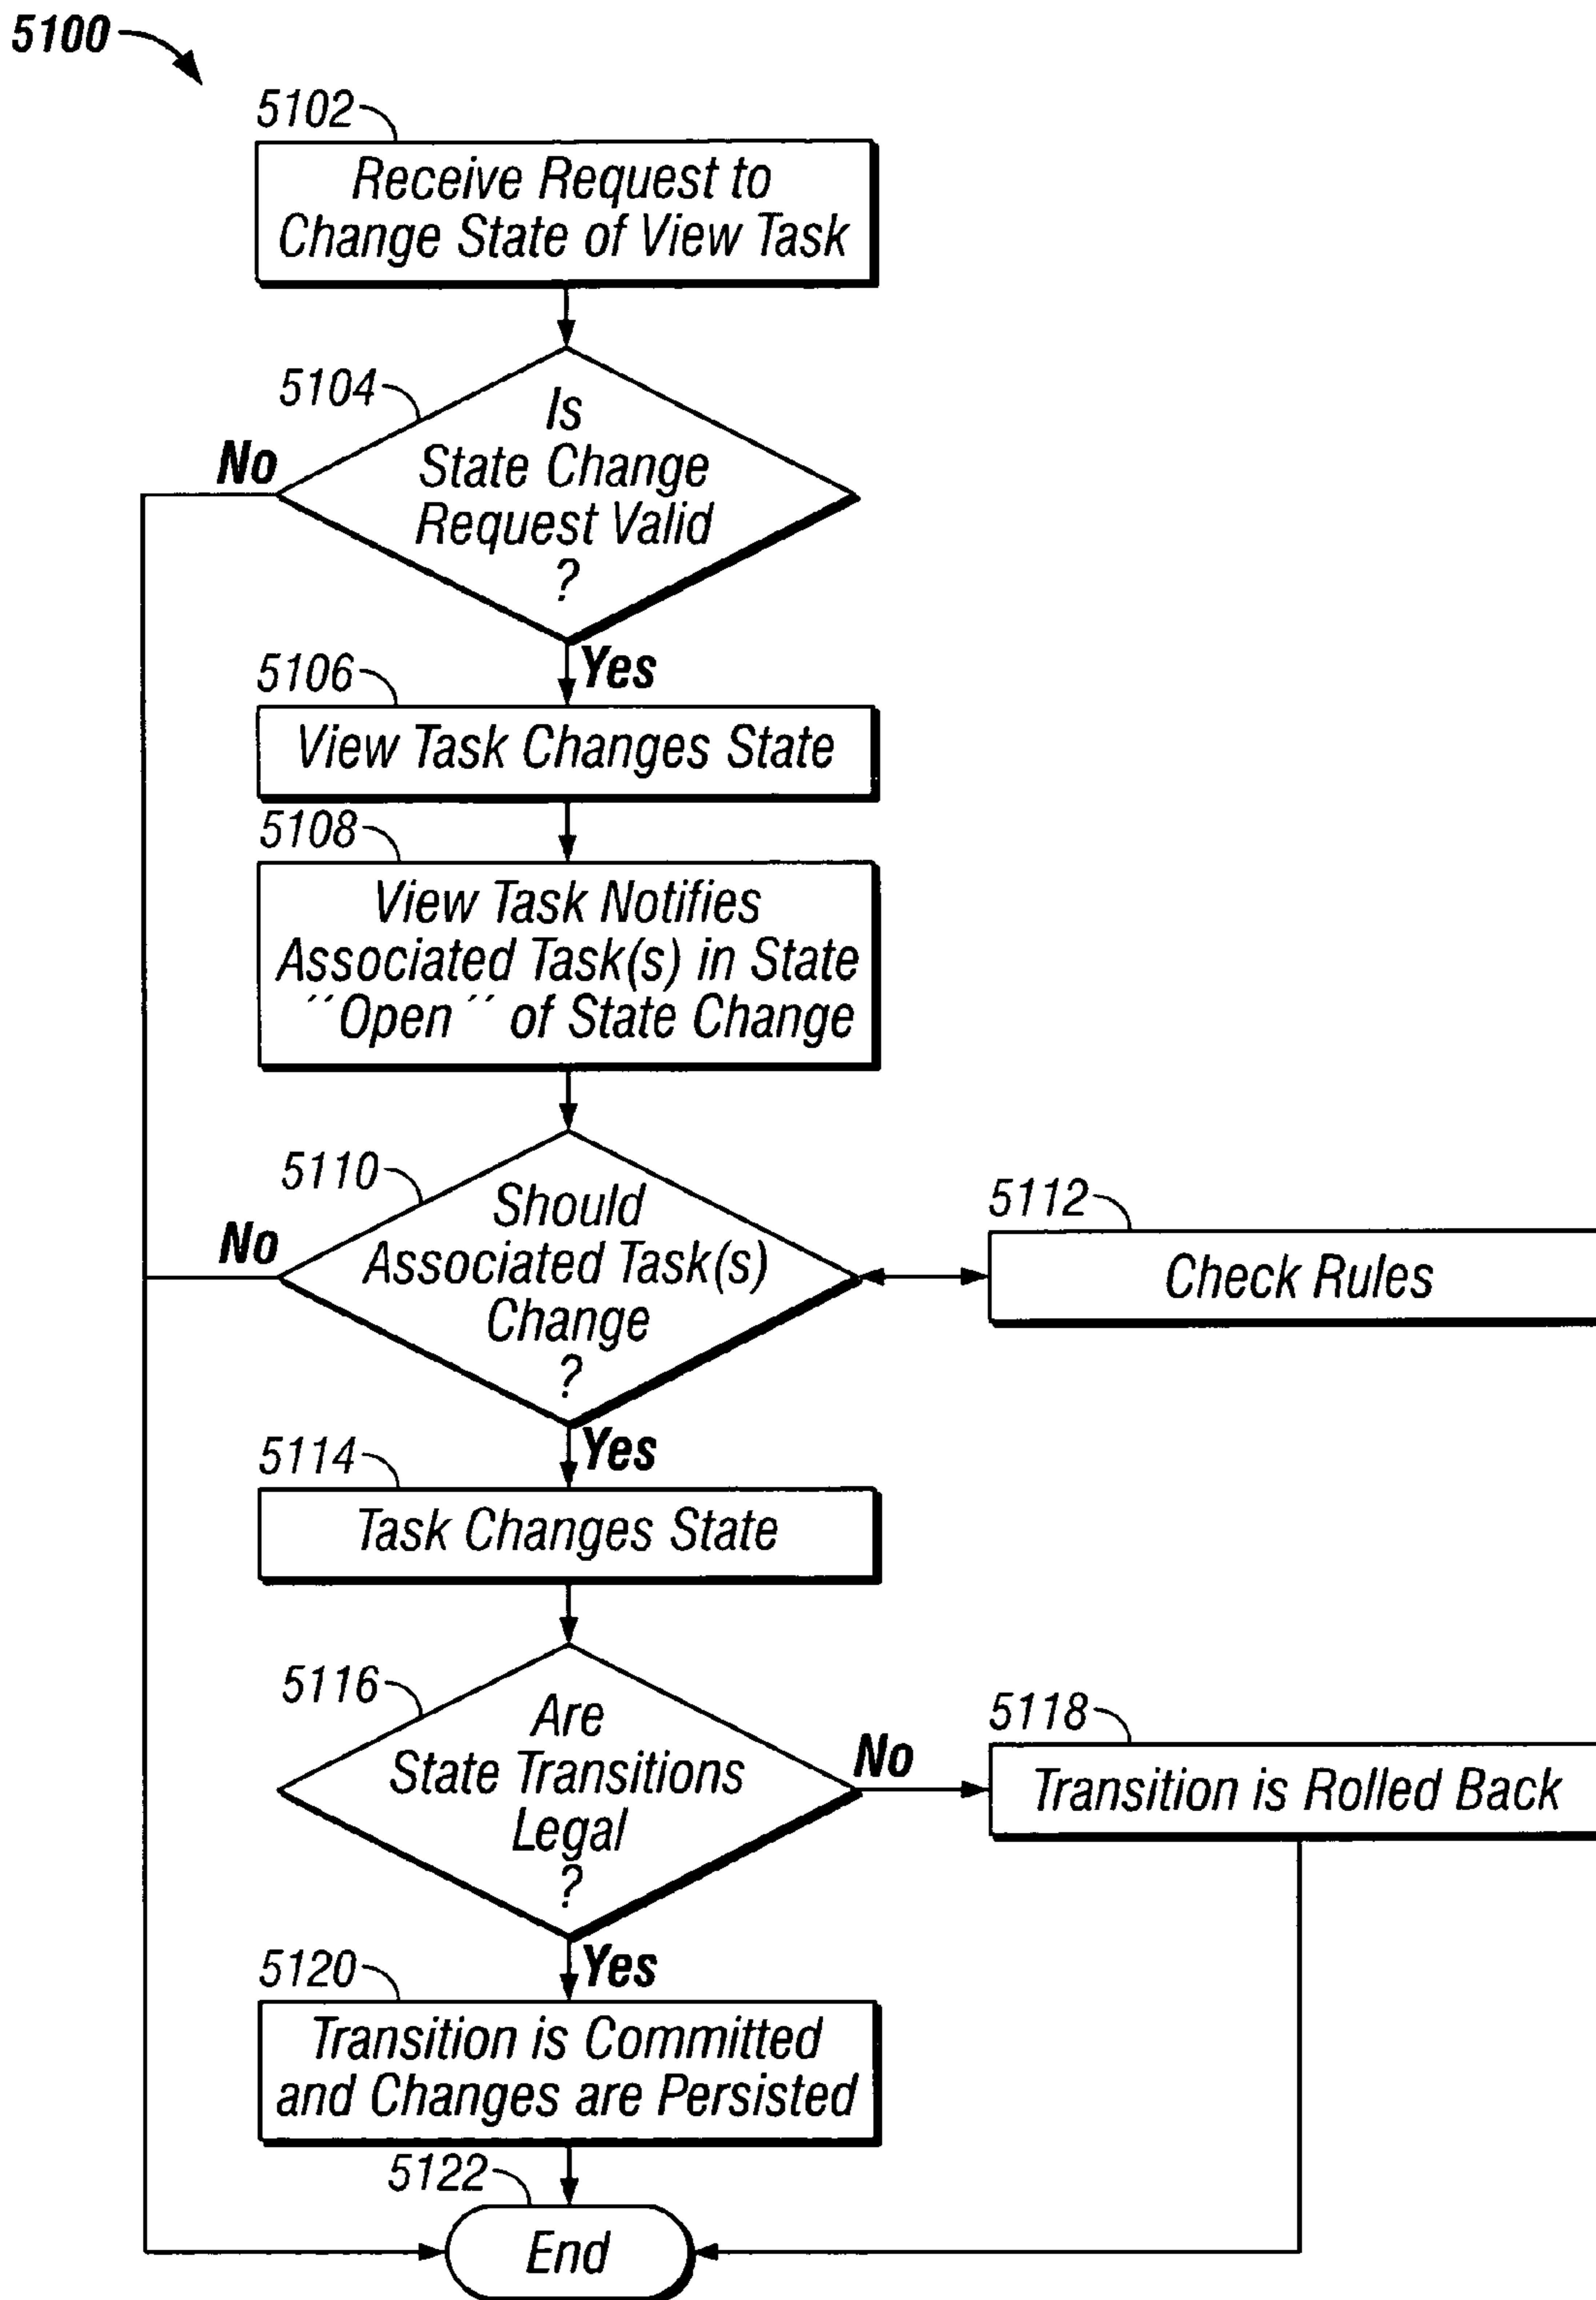 5100
5102
Receive Request to
Change State of View Task
5104
Is
State Change
Request Valid
?
No
Yes
5106
View Task Changes State
5108
View Task Notifies
Associated Task(s) in State
´´Open´´ of State Change
5110
Should
Associated Task(s)
Change
?
No
5112
Check Rules
Yes
5114
Task Changes State
5116
Are
State Transitions
Legal
?
No
5118
Transition is Rolled Back
Yes
5120
Transition is Committed
and Changes are Persisted
5122
End